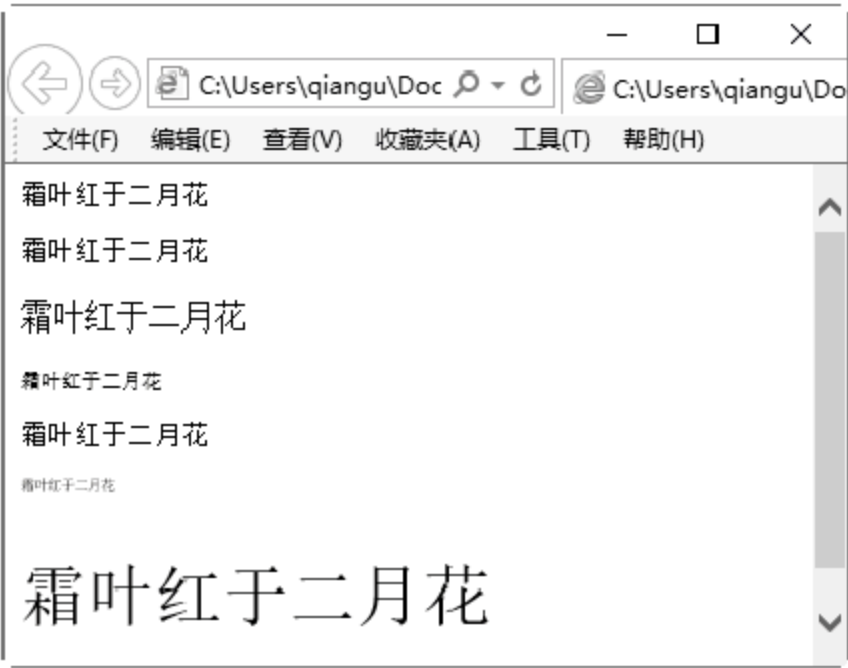 C:\Users\qiangu\Doc
C:\Users\qiangu\Do
文件(F) 编辑(E) 查看(V) 收藏夹(A) 工具(T) 帮助(H)
霜叶红于二月花
霜叶红于二月花
霜叶红于二月花
霜叶红于二月花
霜叶红于二月花
霜叶红于二月花
霜叶红于二月花